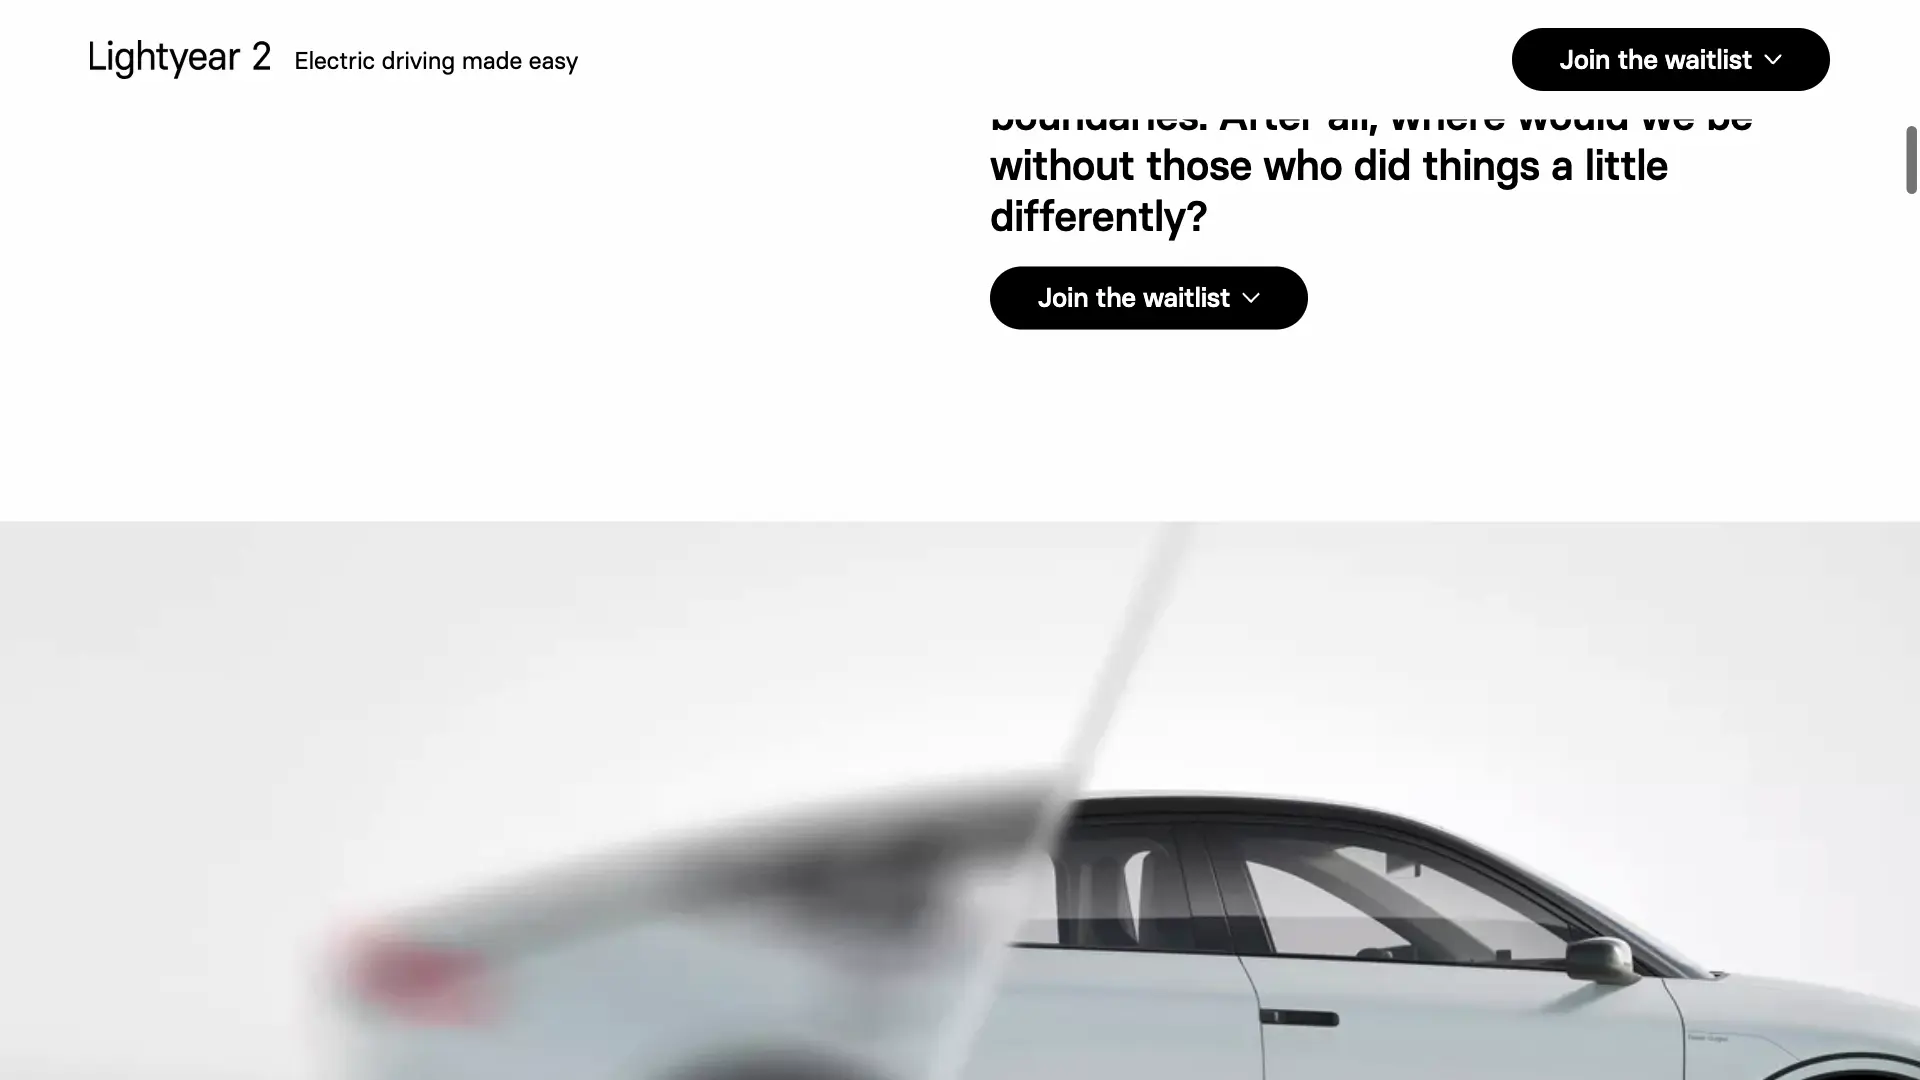 Lightyear 2 Electric driving made easy
Join the waitlist
boundaries. After all, where would we be
without those who did things a little
differently?
Join the waitlist